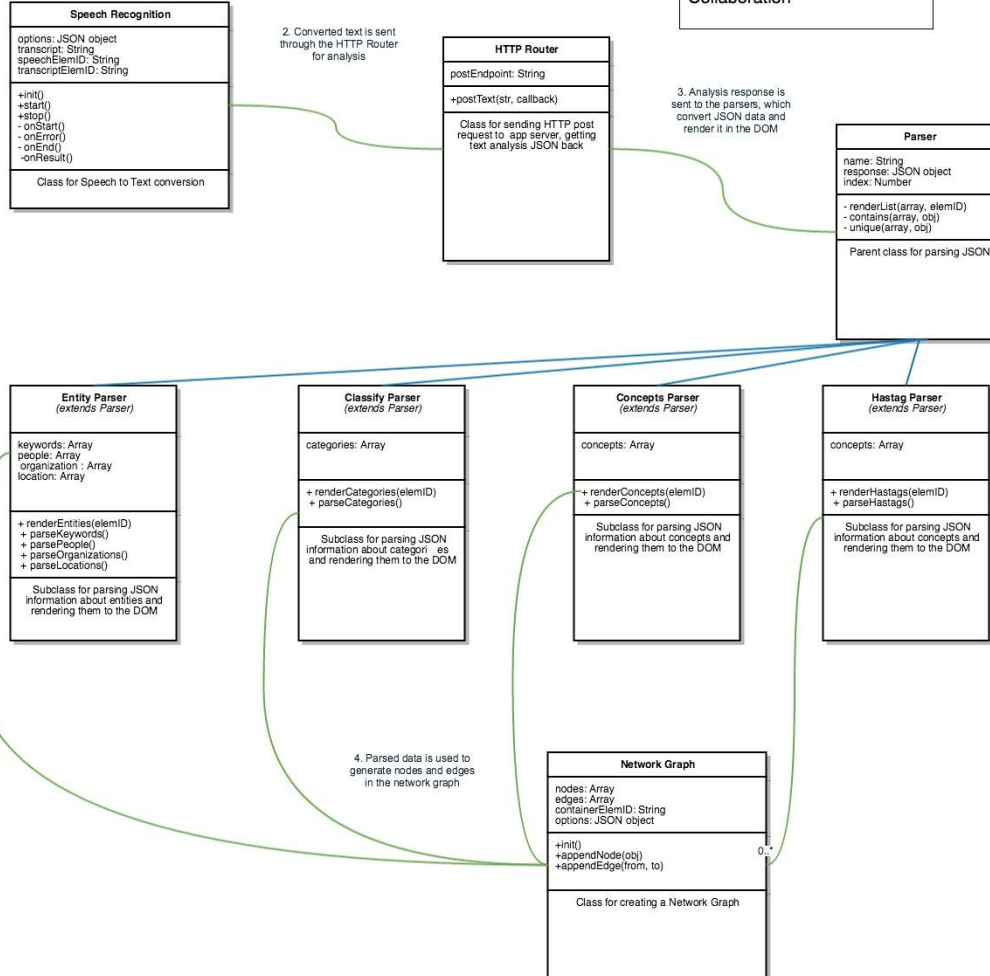 Collaboration
Speech Recognition
options: JSON object
transcript: String
speechElemID: String
transcriptElemID: String
+init()
+start()
+stop()
- onStart()
- onError()
- onEnd()
-onResult()
Class for Speech to Text conversion
2. Converted text is sent
through the HTTP Router
for analysis
HTTP Router
postEndpoint: String
+postText(str, callback)
Class for sending HTTP post
request to app server, getting
text analysis JSON back
3. Analysis response is
sent to the parsers, which
convert JSON data and
render it in the DOM
Parser
name: String
response: JSON object
index: Number
- renderList(array, elemID)
- contains(array, obj)
- unique(array, obj)
Parent class for parsing JSON
Entity Parser
(extends Parser)
keywords: Array
people: Array
organization : Array
location: Array
+ renderEntities(elemID)
+ parseKeywords()
+ parsePeople()
+ parseOrganizations()
+ parseLocations()
Subclass for parsing JSON
information about entities and
rendering them to the DOM
Classify Parser
(extends Parser)
categories: Array
+ renderCategories(elemID)
+ parseCategories()
Subclass for parsing JSON
information about categori es
and rendering them to the DOM
Concepts Parser
(extends Parser)
concepts: Array
+ renderConcepts(elemID)
+ parseConcepts()
Subclass for parsing JSON
information about concepts and
rendering them to the DOM
Hastag Parser
(extends Parser)
concepts: Array
+ renderHastags(elemID)
+ parseHastags()
Subclass for parsing JSON
information about concepts and
rendering them to the DOM
4. Parsed data is used to
generate nodes and edges
in the network graph
Network Graph
nodes: Array
edges: Array
containerElemID: String
options: JSON object
+init()
+appendNode(obj)
+appendEdge(from, to)
0..*
Class for creating a Network Graph